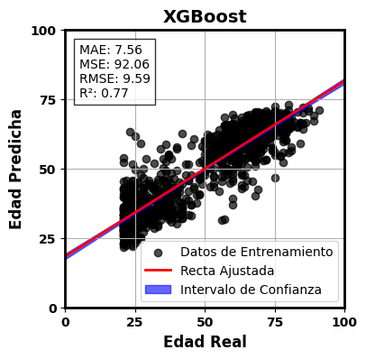 XGBoost
MAE: 7.56
MSE: 92.06
RMSE: 9.59
R²: 0.77
100
75
50
25
0
Edad Predicha
Datos de Entrenamiento
Recta Ajustada
Intervalo de Confianza
0 25 50 75 100
Edad Real